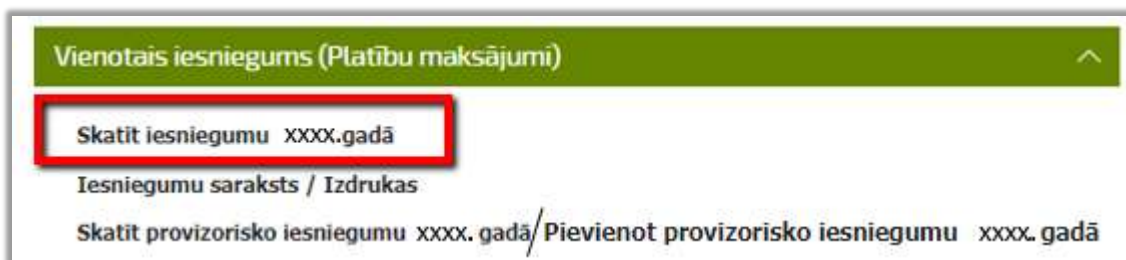 Vienotais iesniegums (Platību maksājumi)
Skatīt iesniegumu xxxx.gadā
Iesniegumu saraksts / Izdrukas
Skatīt provizorisko iesniegumu xxxx. gadā/Pievienot provizorisko iesniegumu xxxx. gadā